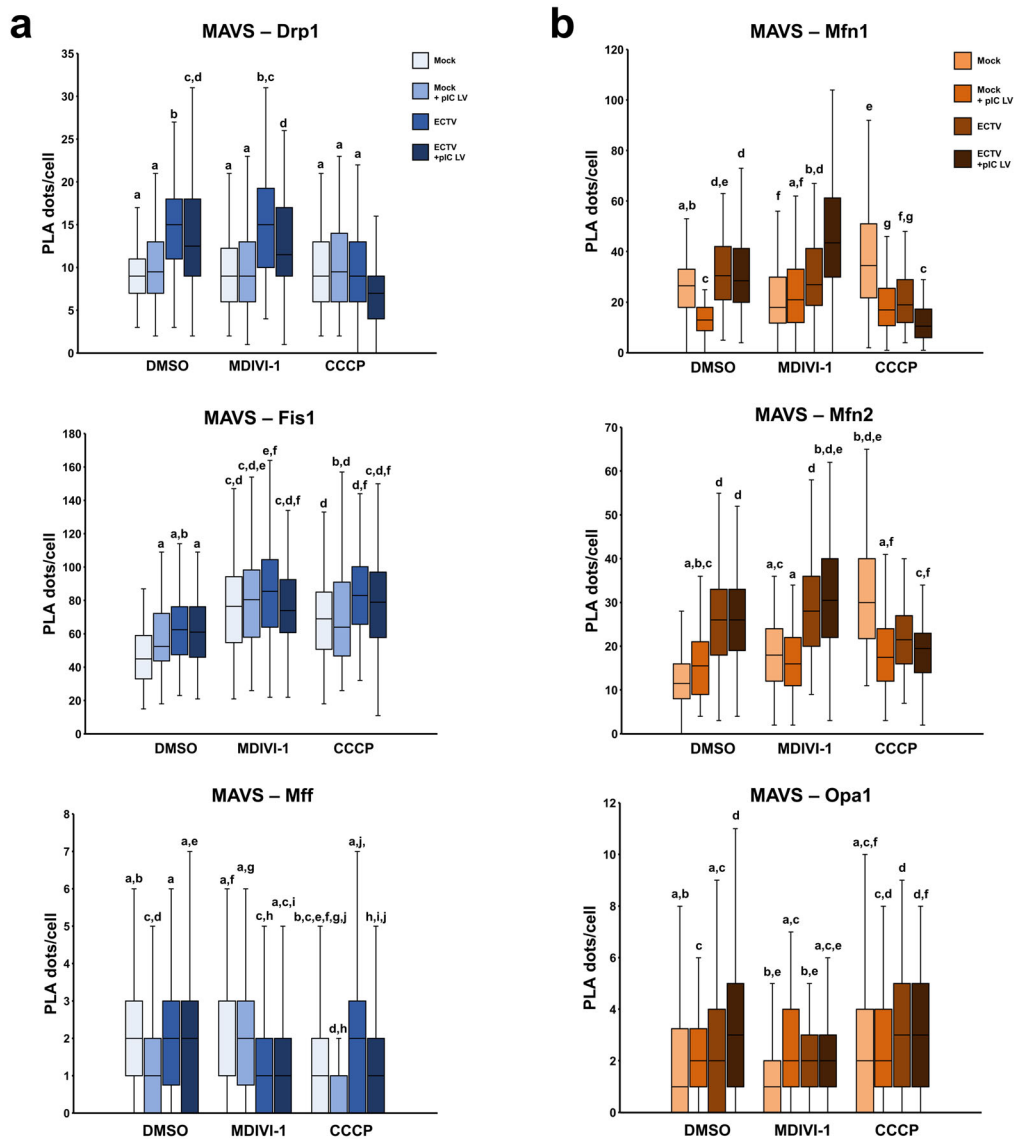 a
MAVS – Drp1
PLA dots/cell
35
30
25
20
15
10
5
0
a
a
b
c,d
a
a
b,c
d
a
a
a
DMSO
MDIVI-1
CCCP
Mock
Mock
+ pIC LV
ECTV
ECTV
+pIC LV
MAVS – Fis1
PLA dots/cell
180
160
140
120
100
80
60
40
20
0
a
a,b
a
c,d
c,d,e
e,f
c,d,f
d
b,d
d,f
c,d,f
DMSO
MDIVI-1
CCCP
MAVS – Mff
PLA dots/cell
8
7
6
5
4
3
2
1
0
a,b
c,d
a
a,e
a,f
a,g
c,h
a,c,i
b,c,e,f,g,j
d,h
a,j,
h,i,j
DMSO
MDIVI-1
CCCP
b
MAVS – Mfn1
PLA dots/cell
120
100
80
60
40
20
0
a,b
c
d,e
d
f
a,f
b,d
e
g
f,g
c
DMSO
MDIVI-1
CCCP
Mock
Mock
+ pIC LV
ECTV
ECTV
+pIC LV
MAVS – Mfn2
PLA dots/cell
70
60
50
40
30
20
10
0
a,b,c
d
d
a,c
a
d
b,d,e
b,d,e
a,f
c,f
DMSO
MDIVI-1
CCCP
MAVS – Opa1
PLA dots/cell
12
10
8
6
4
2
0
a,b
c
a,c
d
b,e
a,c
b,e
a,c,e
a,c,f
c,d
d
d,f
DMSO
MDIVI-1
CCCP